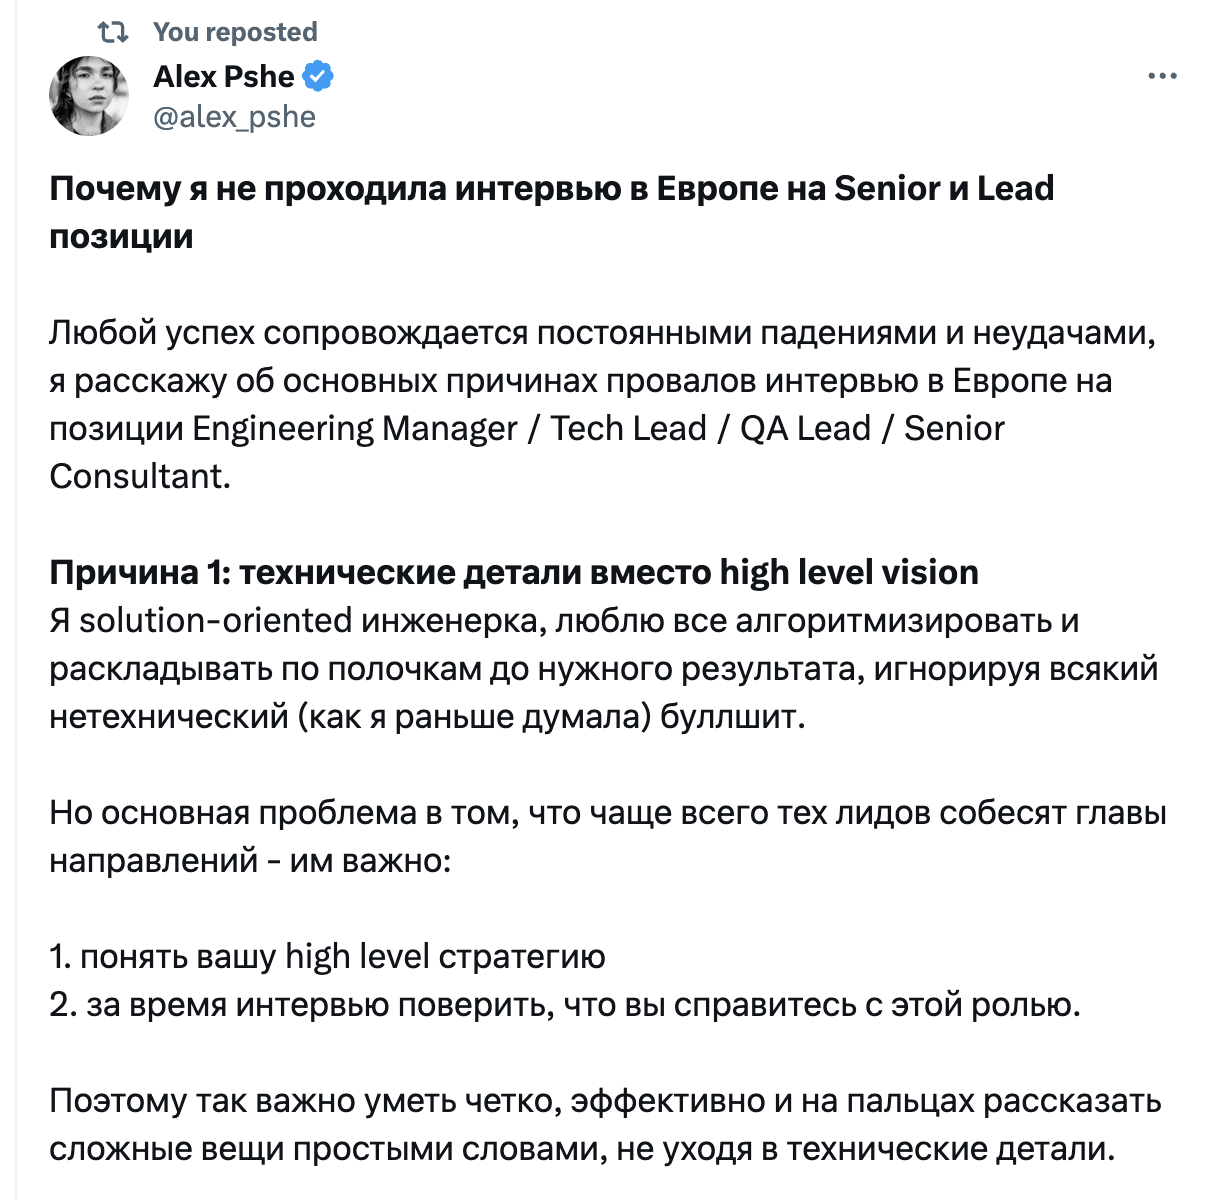 You reposted
Alex Pshe
@alex_pshe
Почему я не проходила интервью в Европе на Senior и Lead
позиции
Любой успех сопровождается постоянными падениями и неудачами,
я расскажу об основных причинах провалов интервью в Европе на
позиции Engineering Manager / Tech Lead / QA Lead / Senior
Consultant.
Причина 1: технические детали вместо high level vision
Я solution-oriented инженерка, люблю все алгоритмизировать и
раскладывать по полочкам до нужного результата, игнорируя всякий
нетехнический (как я раньше думала) буллшит.
Но основная проблема в том, что чаще всего тех лидов собесят главы
направлений - им важно:
1. понять вашу high level стратегию
2. за время интервью поверить, что вы справитесь с этой ролью.
Поэтому так важно уметь четко, эффективно и на пальцах рассказать
сложные вещи простыми словами, не уходя в технические детали.